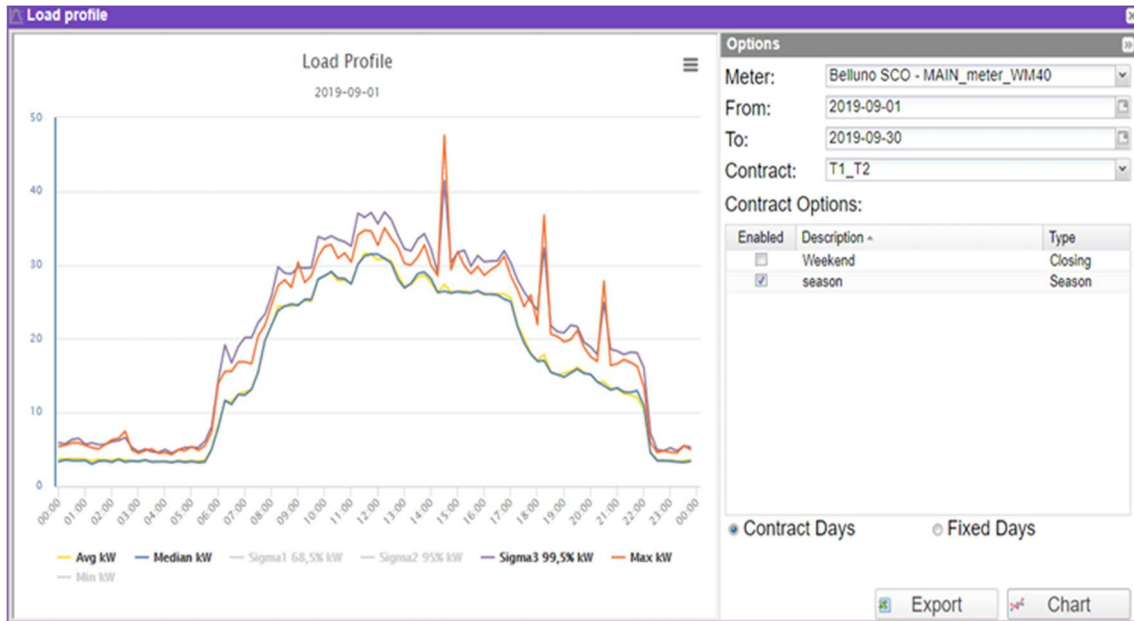 Load profile
Load Profile
2019-09-01
50
40
30
20
10
0
00:00 01:00 02:00 03:00 04:00 05:00 06:00 07:00 08:00 09:00 10:00 11:00 12:00 13:00 14:00 15:00 16:00 17:00 18:00 19:00 20:00 21:00 22:00 23:00 00:00
Avg kW Median kW Sigma1 68,5% kW Sigma2 95% kW Sigma3 99,5% kW Max kW
Min kW
Options
Meter: Belluno SCO - MAIN_meter_WM40
From: 2019-09-01
To: 2019-09-30
Contract: T1_T2
Contract Options:
Enabled Description Type
Weekend Closing
season Season
Contract Days Fixed Days
Export Chart